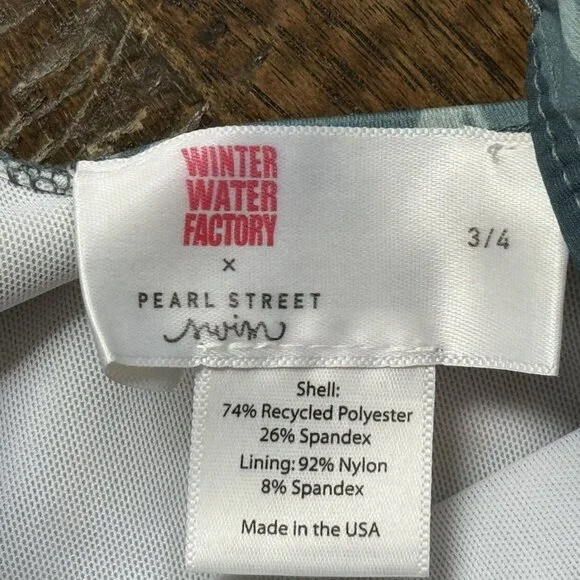 WINTER
WATER
FACTORY
x
PEARL STREET
swim
3/4
Shell:
74% Recycled Polyester
26% Spandex
Lining: 92% Nylon
8% Spandex
Made in the USA